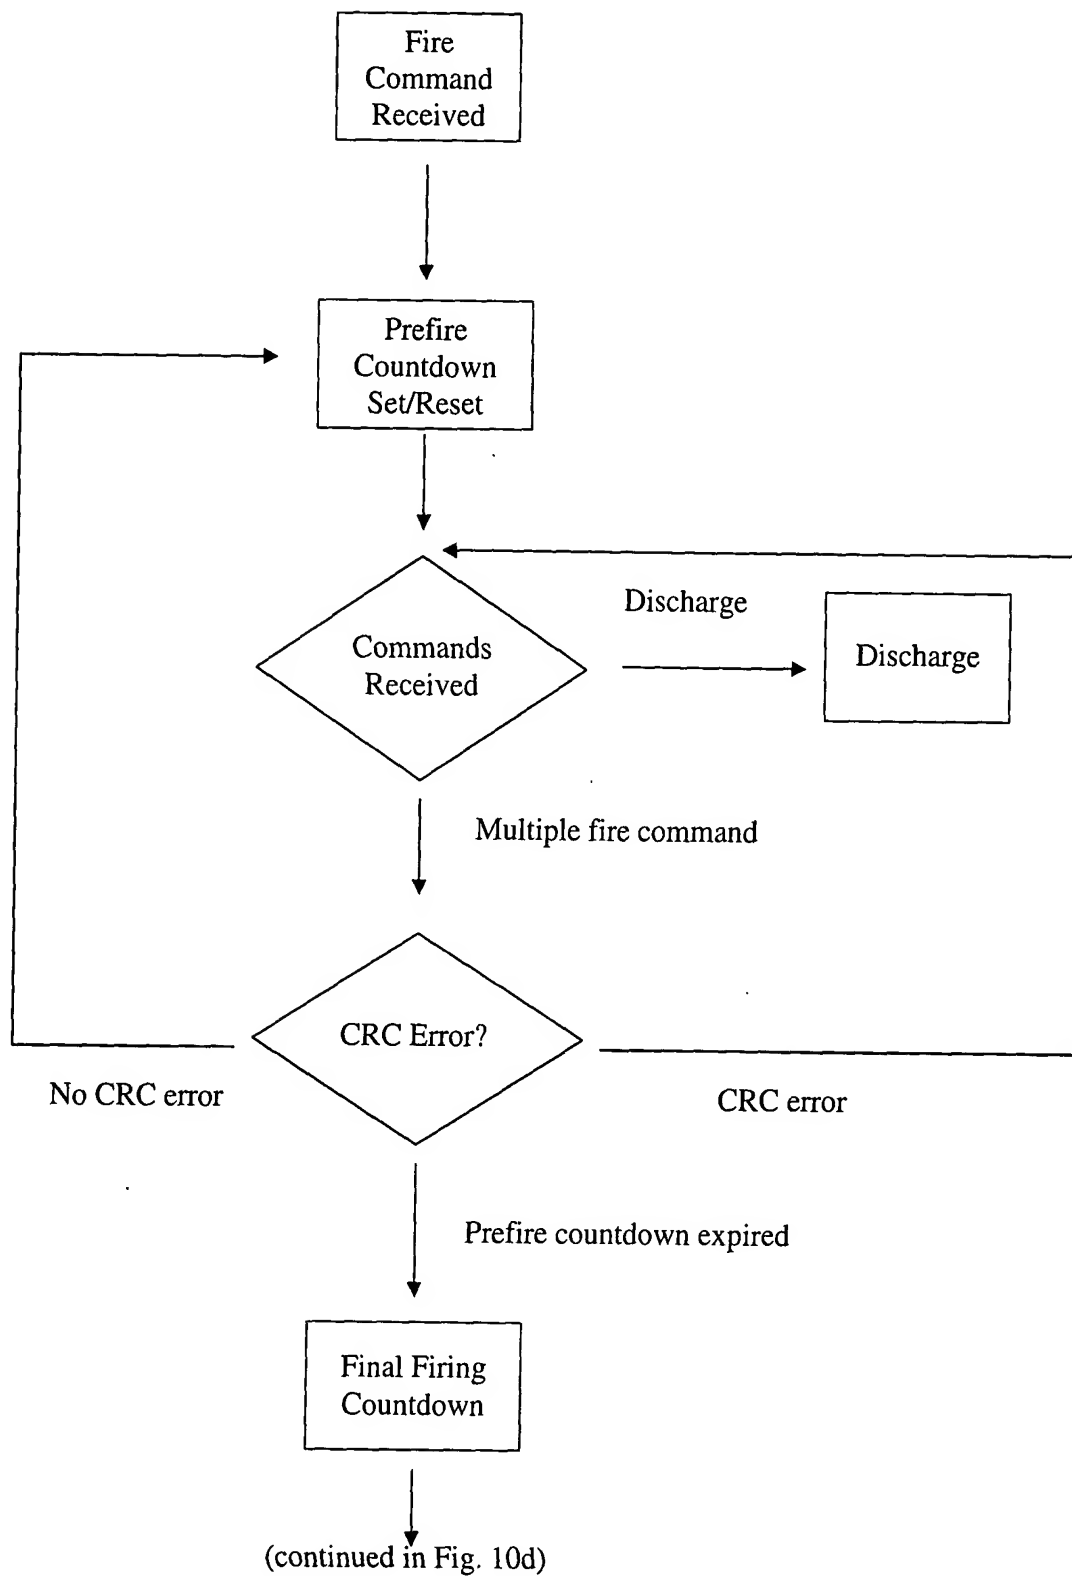 Fire
Command
Received
Prefire
Countdown
Set/Reset
Discharge
Commands
Received
Discharge
Multiple fire command
CRC Error?
No CRC error
CRC error
Prefire countdown expired
Final Firing
Countdown
(continued in Fig. 10d)